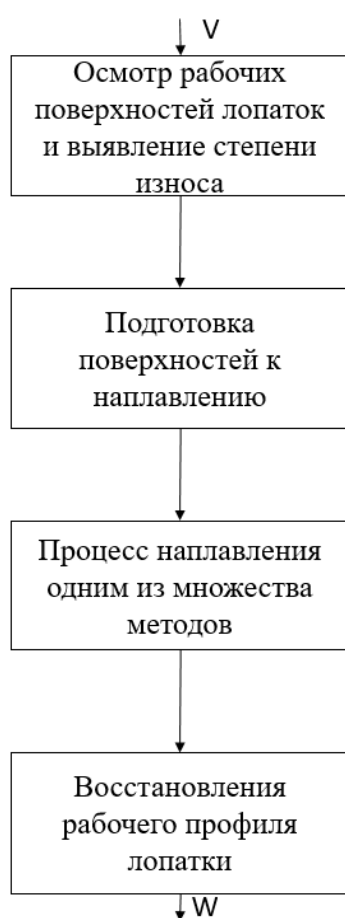 V
Осмотр рабочих
поверхностей лопаток
и выявление степени
износа
Подготовка
поверхностей к
наплавлению
Процесс наплавления
одним из множества
методов
Восстановления
рабочего профиля
лопатки
W